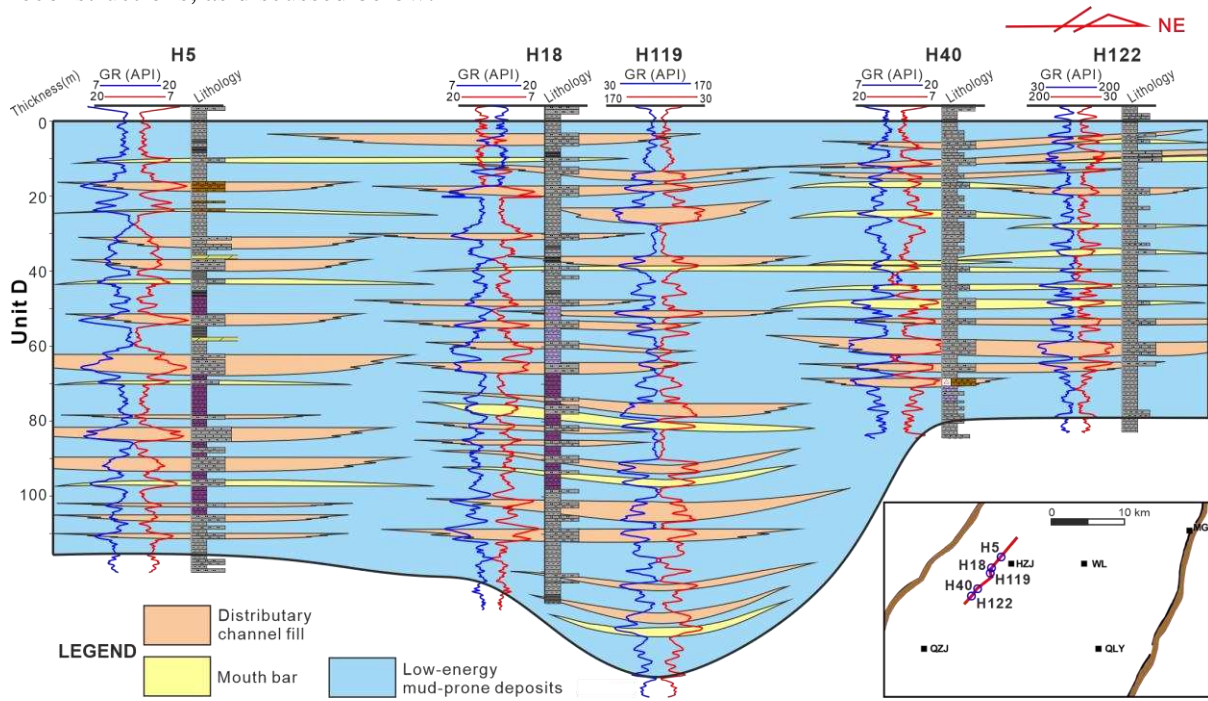 NE
H5
H18
H119
H40
H122
GR (API)
GR (API)
GR (API)
GR (API)
GR (API)
7 20
20 7
7 20
20 7
30 170
170 30
7 20
20 7
30 200
200 30
Thickness(m)
Lithology
Lithology
Lithology
Lithology
0
20
40
60
80
100
Unit D
LEGEND
Distributary
channel fill
Mouth bar
Low-energy
mud-prone deposits
0 10 km
MG
H5
H18
HZJ
WL
H119
H40
H122
QZJ
QLY